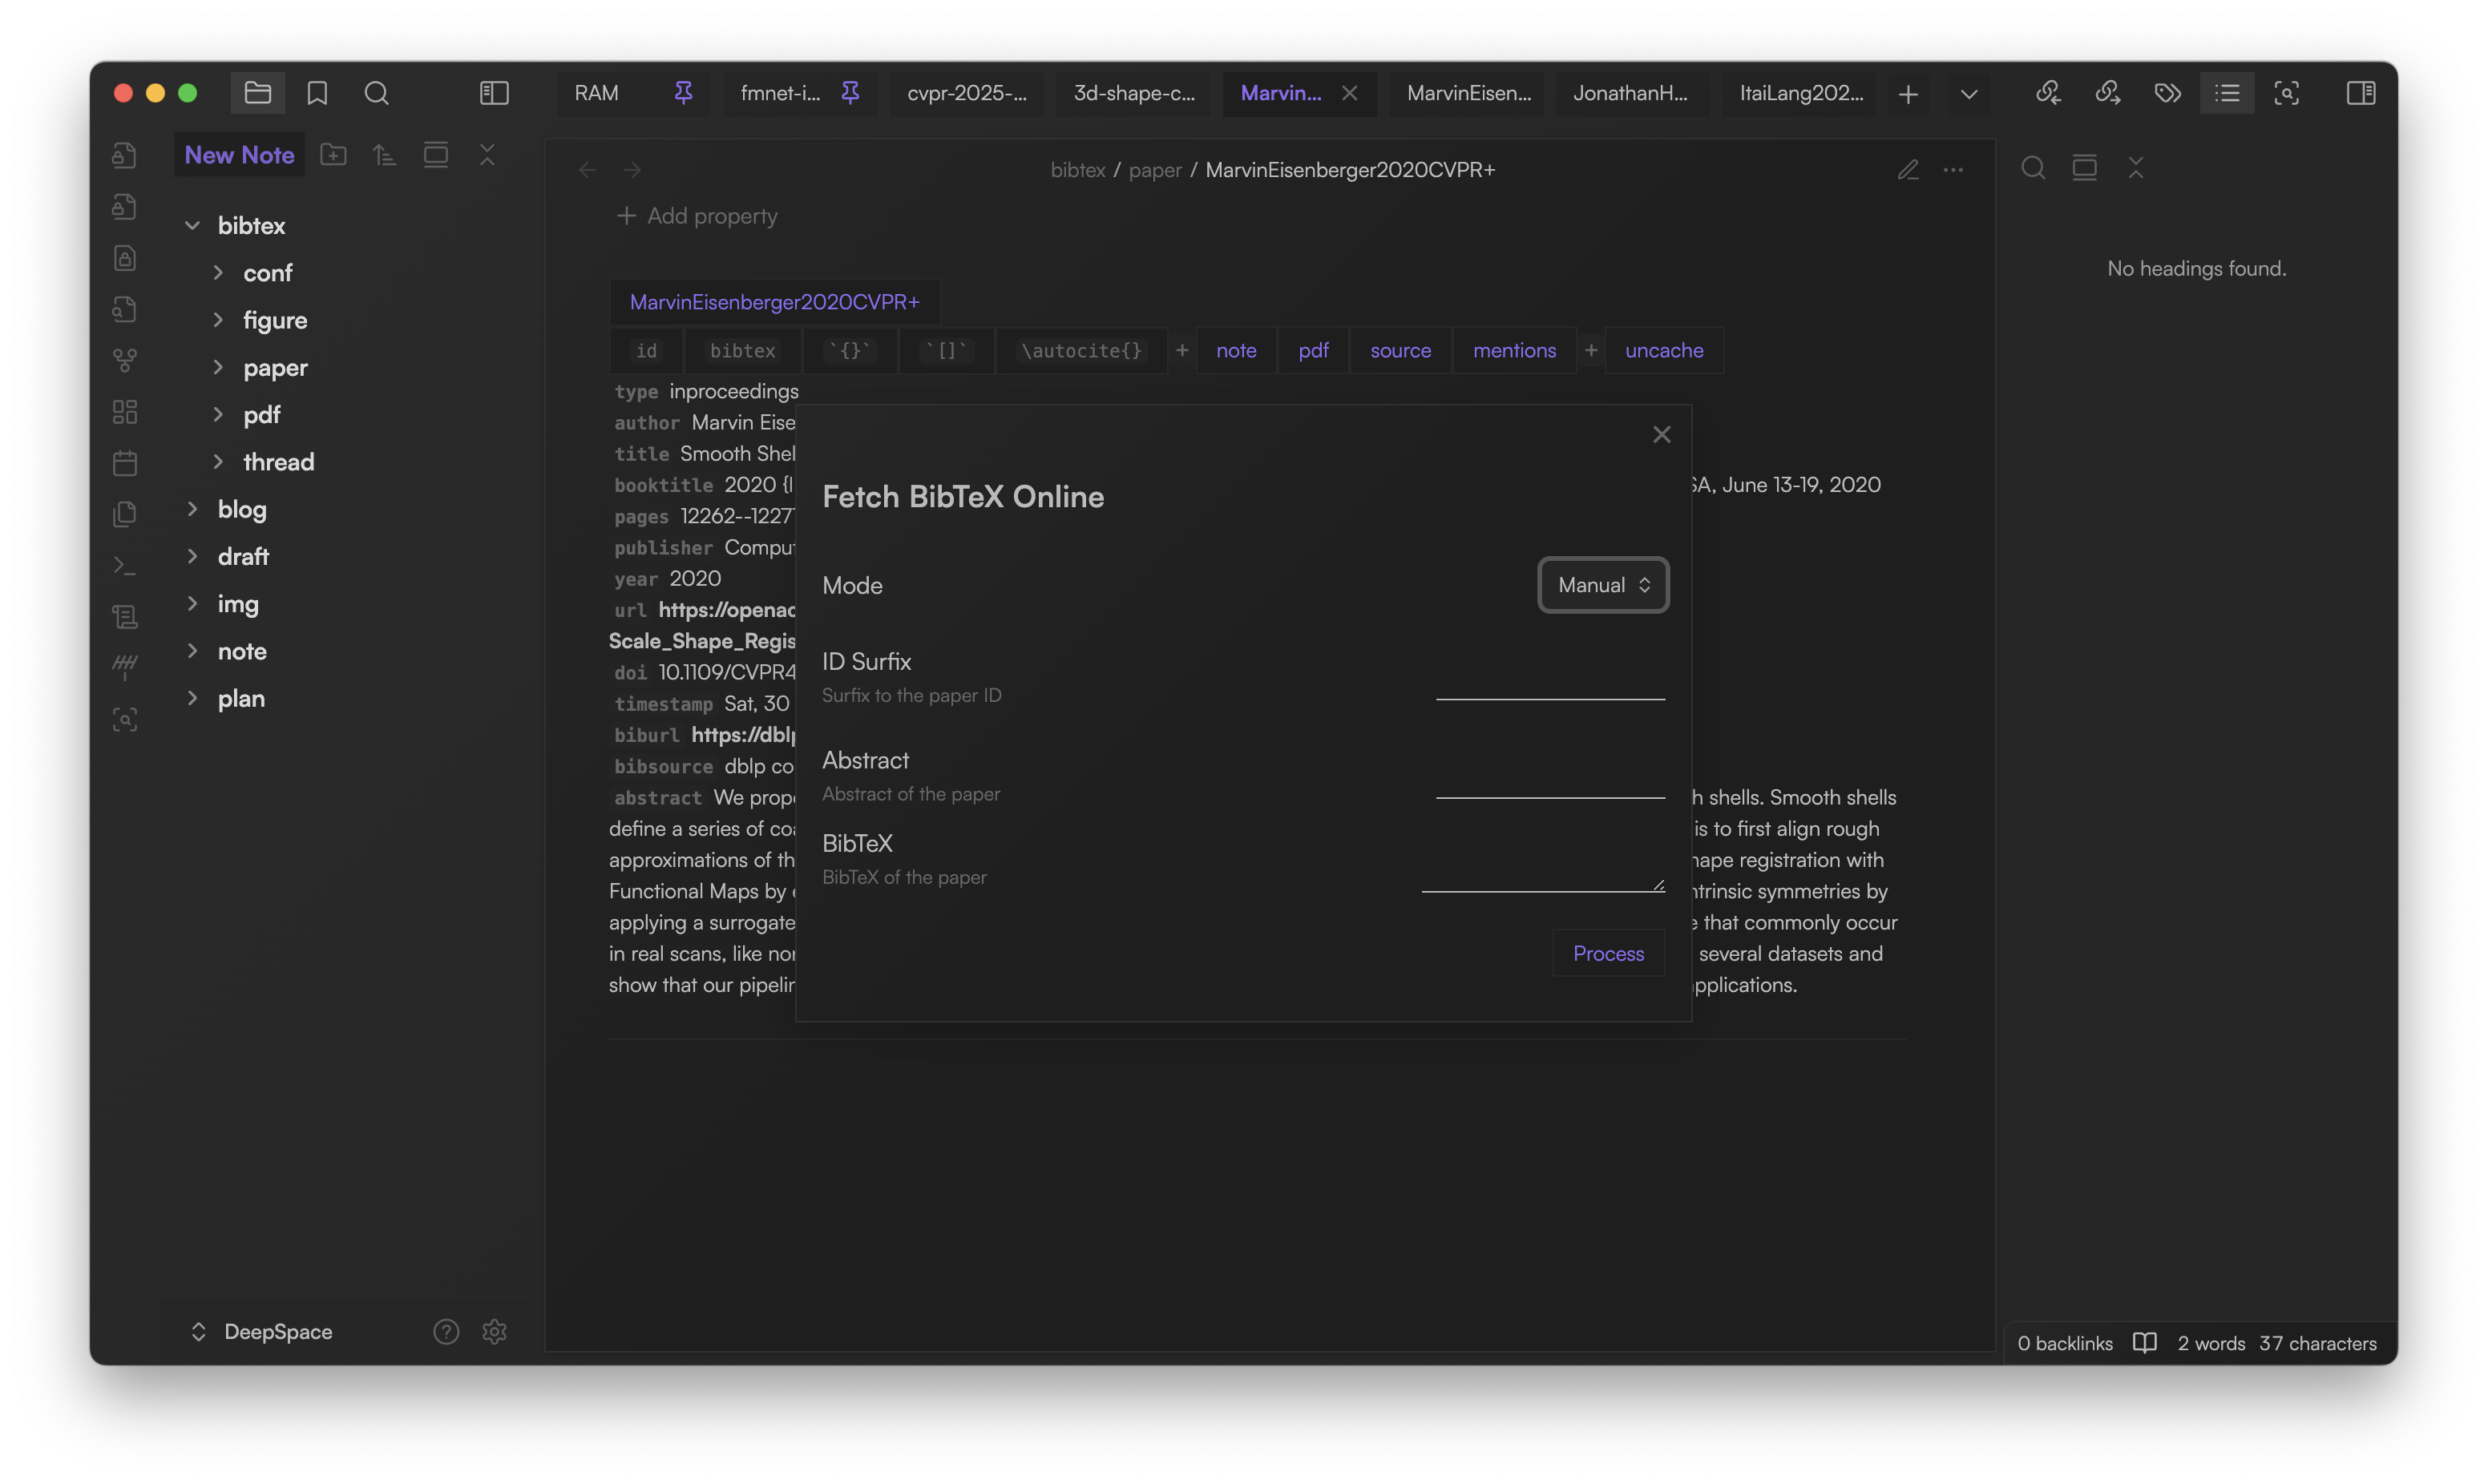 RAM
fmnet-i...
cvpr-2025-...
3d-shape-c...
Marvin...
MarvinEisen...
JonathanH...
ItaiLang202...
New Note
bibtex
conf
figure
paper
pdf
thread
blog
draft
img
note
plan
DeepSpace
bibtex / paper / MarvinEisenberger2020CVPR+
Add property
MarvinEisenberger2020CVPR+
id bibtex `{}` `[]` \autocite{} + note pdf source mentions + uncache
type inproceedings
author Marvin Eise
title Smooth Shel
booktitle 2020 { SA, June 13-19, 2020
pages 12262--1227
publisher Comput
year 2020
url https://openac
Scale_Shape_Regis
doi 10.1109/CVPR4
timestamp Sat, 30
biburl https://dblp
bibsource dblp co
abstract We propo h shells. Smooth shells
define a series of coa is to first align rough
approximations of th hape registration with
Functional Maps by ntrinsic symmetries by
applying a surrogate e that commonly occur
in real scans, like nor several datasets and
show that our pipelin pplications.
Fetch BibTeX Online
Mode
Manual
ID Surfix
Surfix to the paper ID
Abstract
Abstract of the paper
BibTeX
BibTeX of the paper
Process
No headings found.
0 backlinks 2 words 37 characters